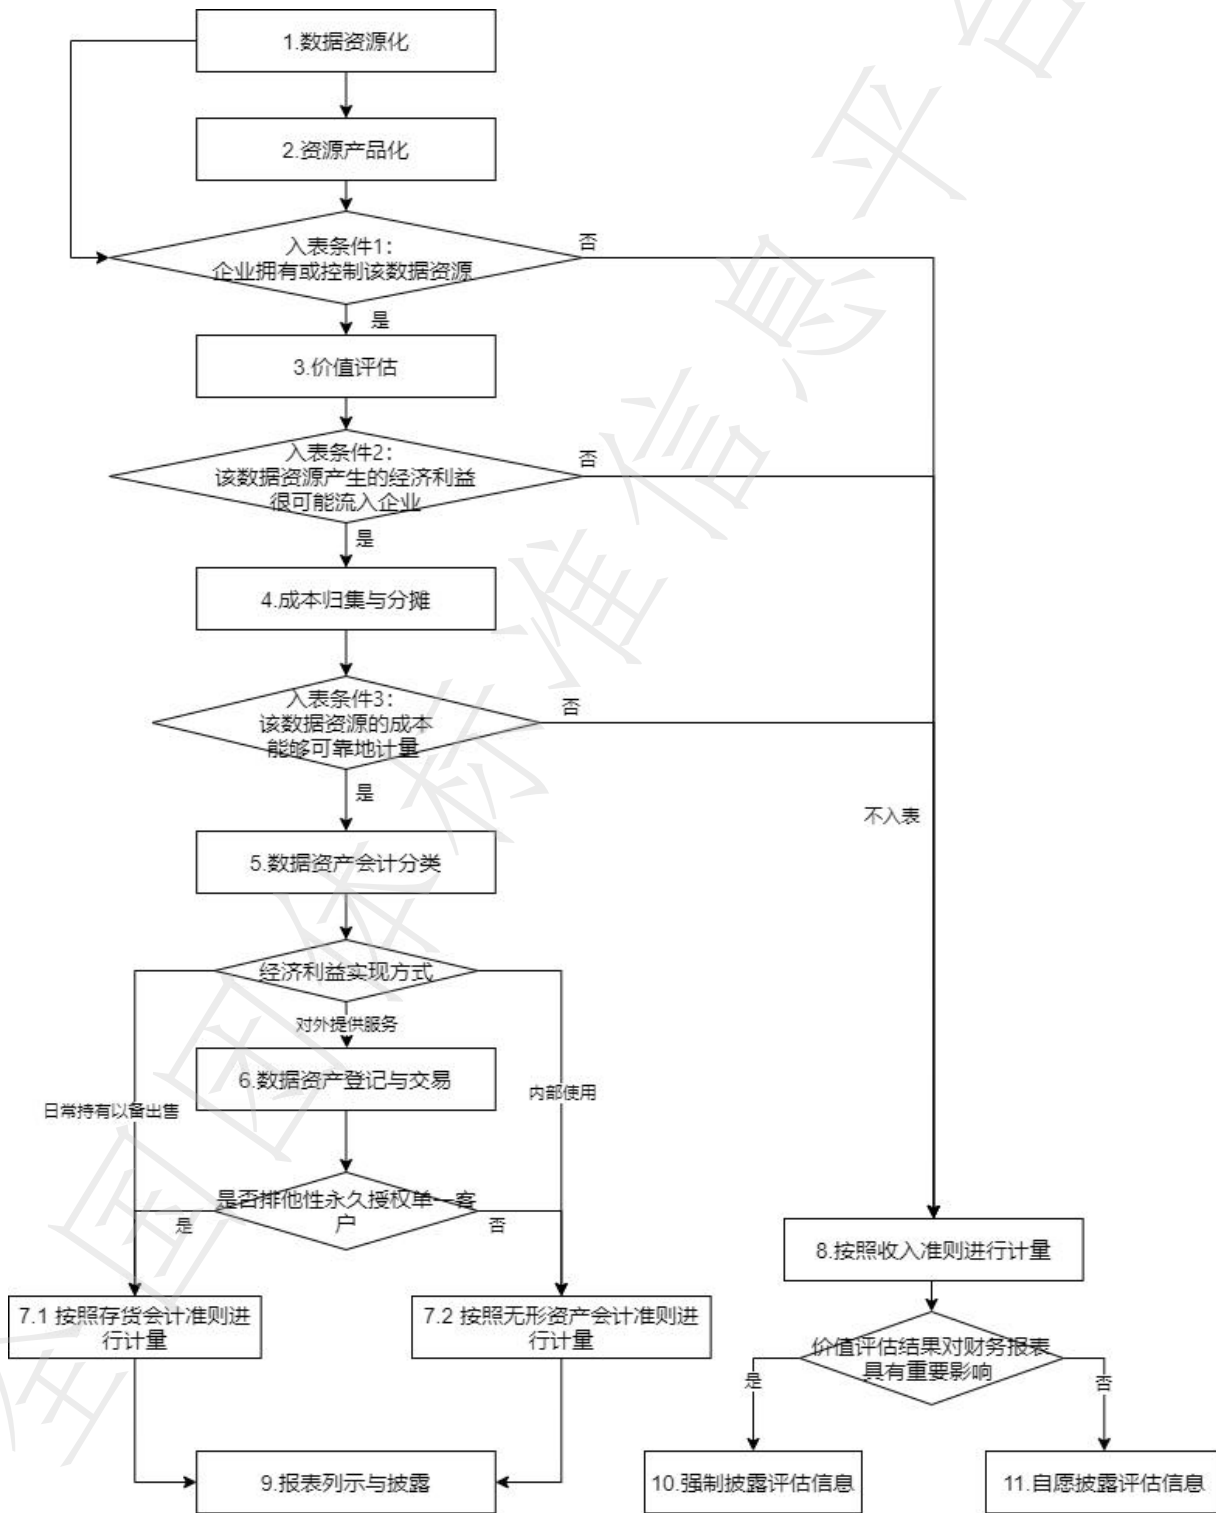 1.数据资源化
2.资源产品化
入表条件1：
企业拥有或控制该数据资源
否
是
3.价值评估
入表条件2：
该数据资源产生的经济利益
很可能流入企业
否
是
4.成本归集与分摊
入表条件3：
该数据资源的成本
能够可靠地计量
否
是
不入表
5.数据资产会计分类
经济利益实现方式
对外提供服务
6.数据资产登记与交易
内部使用
日常持有以备出售
是否排他性永久授权单一客
户
是
否
8.按照收入准则进行计量
7.1 按照存货会计准则进
行计量
7.2 按照无形资产会计准则进
行计量
价值评估结果对财务报表
具有重要影响
是
否
9.报表列示与披露
10.强制披露评估信息
11.自愿披露评估信息
全国团体标准信息平台